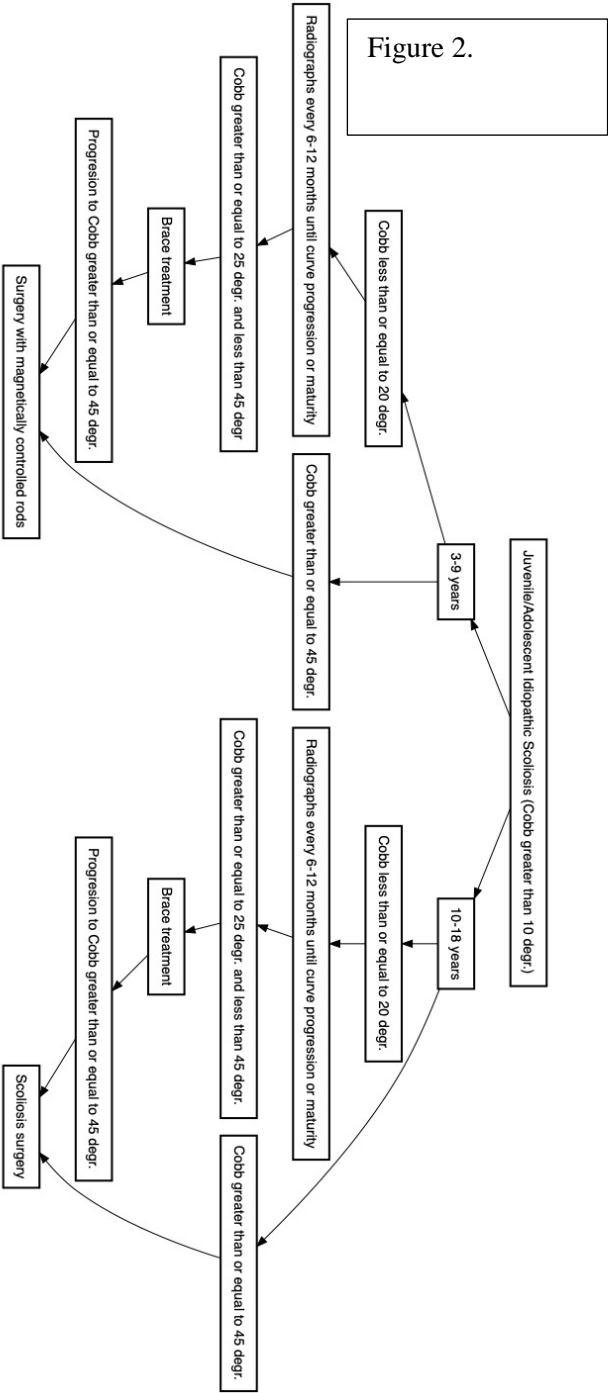 Figure 2.
Juvenile/Adolescent Idiopathic Scoliosis (Cobb greater than 10 degr.)
3-9 years
10-18 years
Cobb less than or equal to 20 degr.
Cobb less than or equal to 20 degr.
Radiographs every 6-12 months until curve progression or maturity
Cobb greater than or equal to 45 degr.
Radiographs every 6-12 months until curve progression or maturity
Cobb greater than or equal to 25 degr. and less than 45 degr
Cobb greater than or equal to 25 degr. and less than 45 degr.
Cobb greater than or equal to 45 degr.
Brace treatment
Brace treatment
Progresion to Cobb greater than or equal to 45 degr.
Progresion to Cobb greater than or equal to 45 degr.
Surgery with magnetically controlled rods
Scoliosis surgery